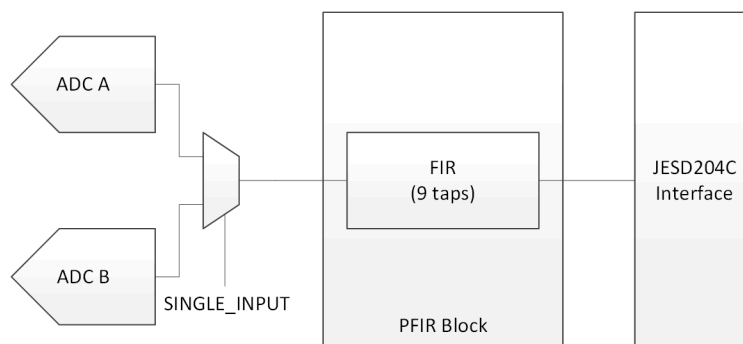 ADC A
FIR
(9 taps)
JESD204C
Interface
ADC B
SINGLE_INPUT
PFIR Block